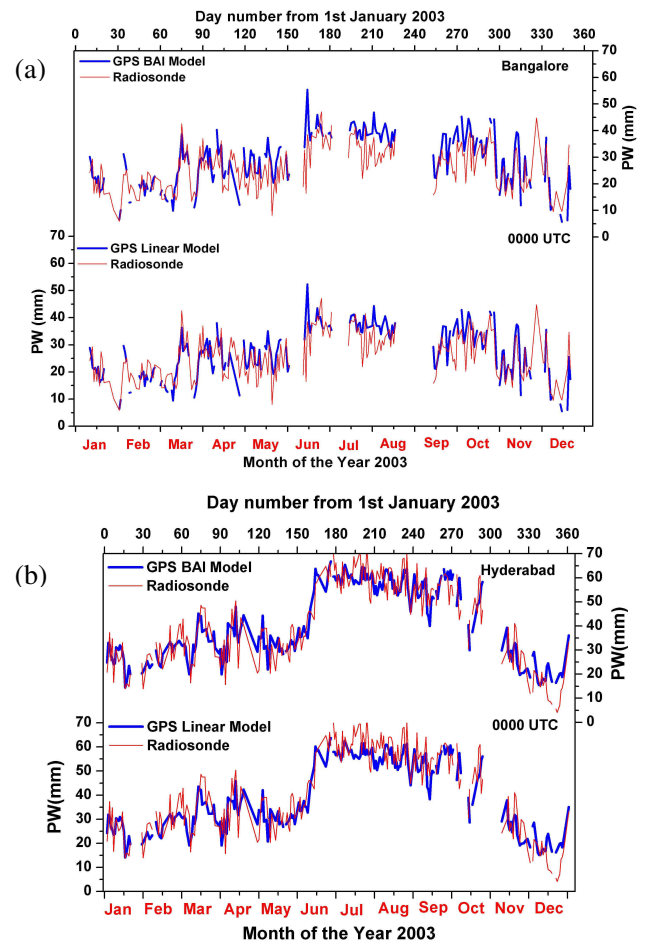 Day number from 1st January 2003
0 30 60 90 120 150 180 210 240 270 300 330 360
(a)
GPS BAI Model
Radiosonde
Bangalore
70
60
50
40
30
20
10
0
PW (mm)
GPS Linear Model
Radiosonde
0000 UTC
70
60
50
40
30
20
10
0
PW (mm)
Jan Feb Mar Apr May Jun Jul Aug Sep Oct Nov Dec
Month of the Year 2003
Day number from 1st January 2003
0 30 60 90 120 150 180 210 240 270 300 330 360
(b)
GPS BAI Model
Radiosonde
Hyderabad
70
60
50
40
30
20
10
0
PW(mm)
GPS Linear Model
Radiosonde
0000 UTC
70
60
50
40
30
20
10
0
PW(mm)
Jan Feb Mar Apr May Jun Jul Aug Sep Oct Nov Dec
Month of the Year 2003